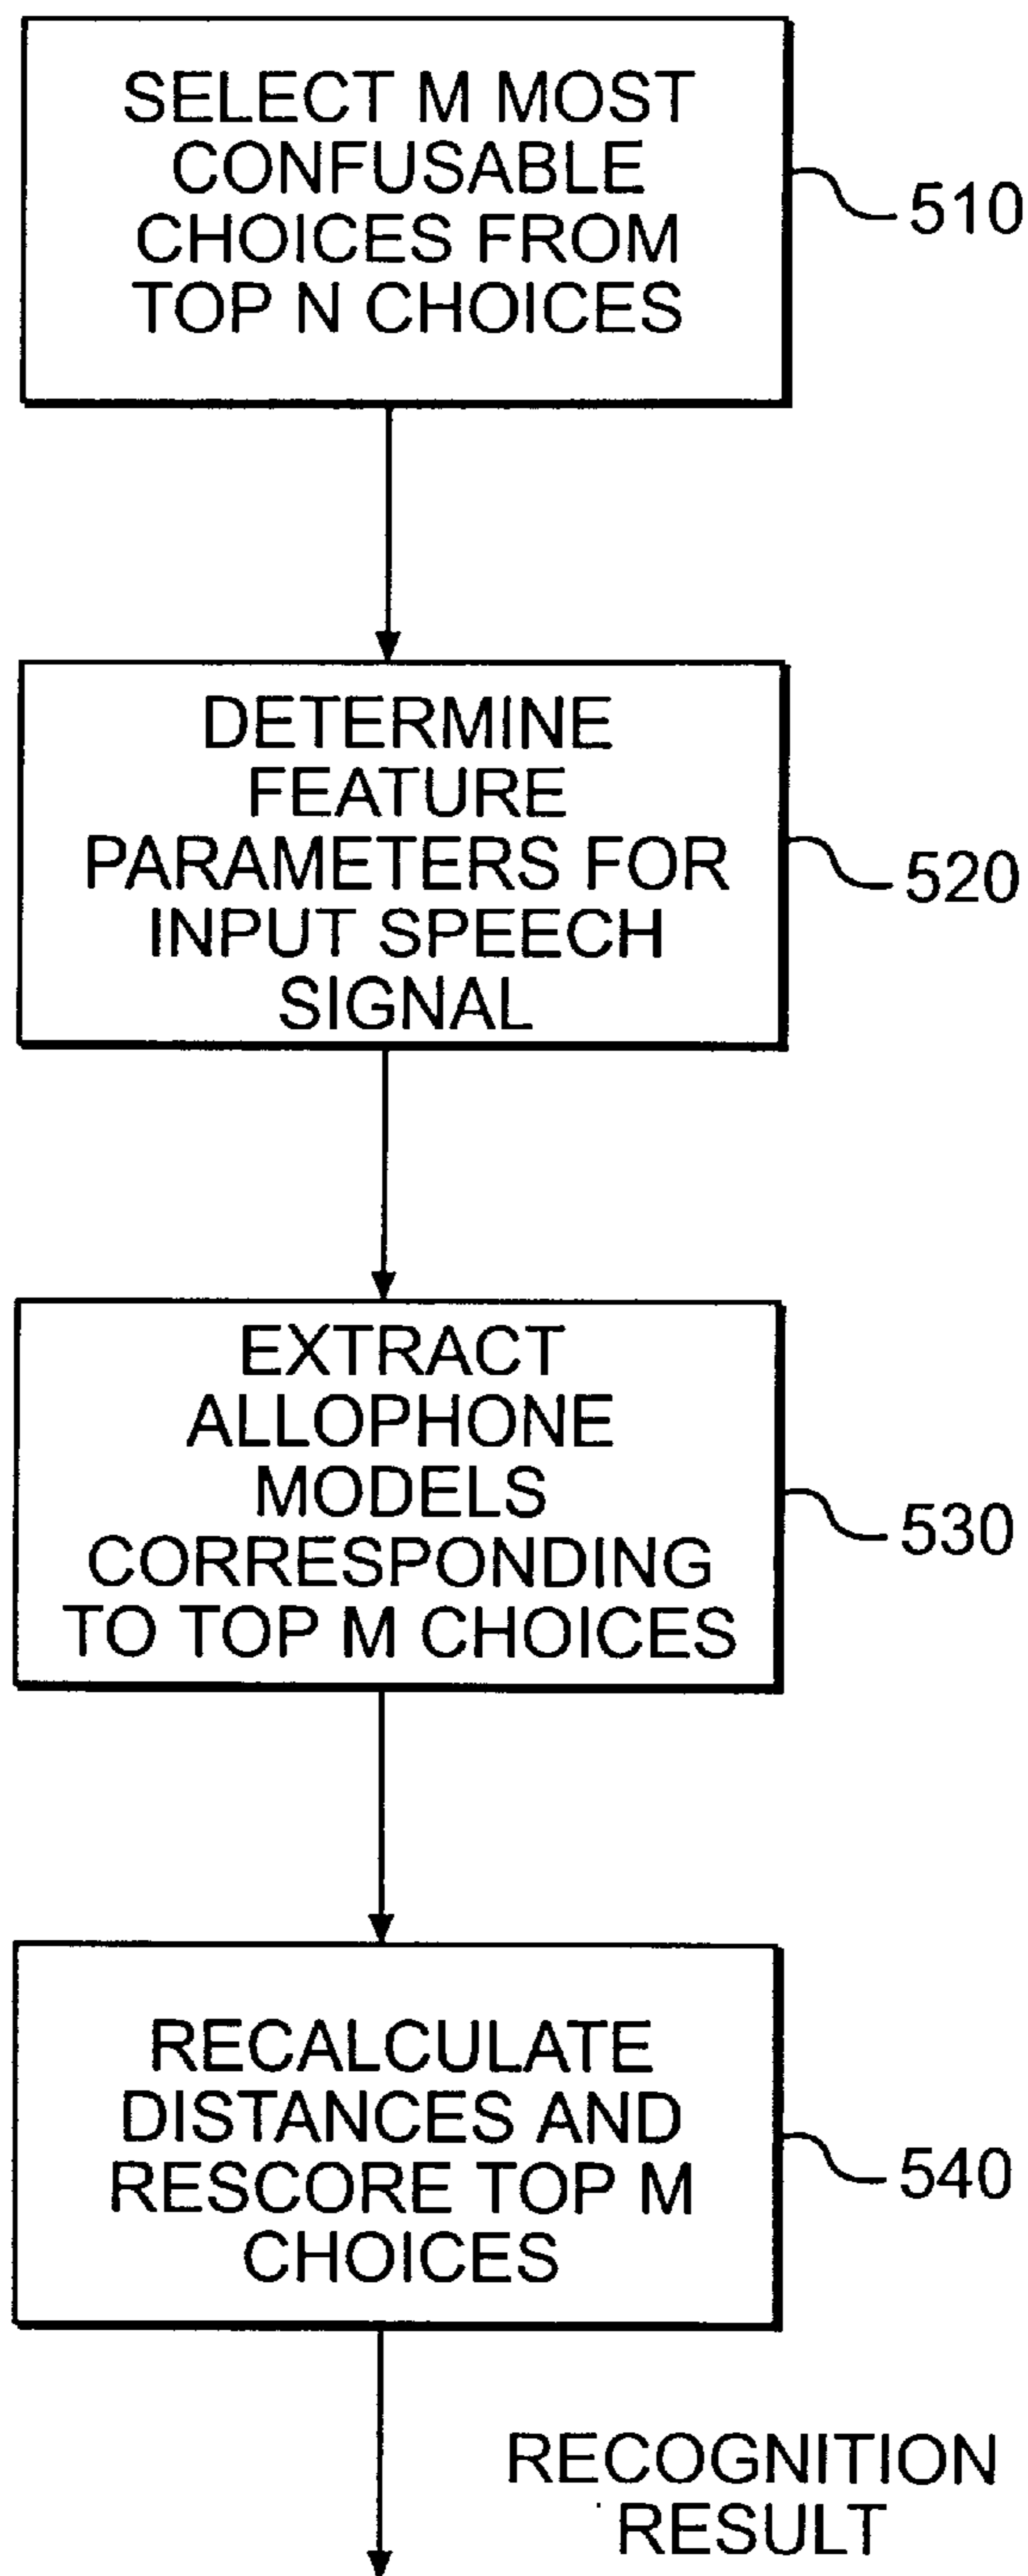 SELECT M MOST
CONFUSABLE
CHOICES FROM
TOP N CHOICES
510
DETERMINE
FEATURE
PARAMETERS FOR
INPUT SPEECH
SIGNAL
520
EXTRACT
ALLOPHONE
MODELS
CORRESPONDING
TO TOP M CHOICES
530
RECALCULATE
DISTANCES AND
RESCORE TOP M
CHOICES
540
RECOGNITION
RESULT